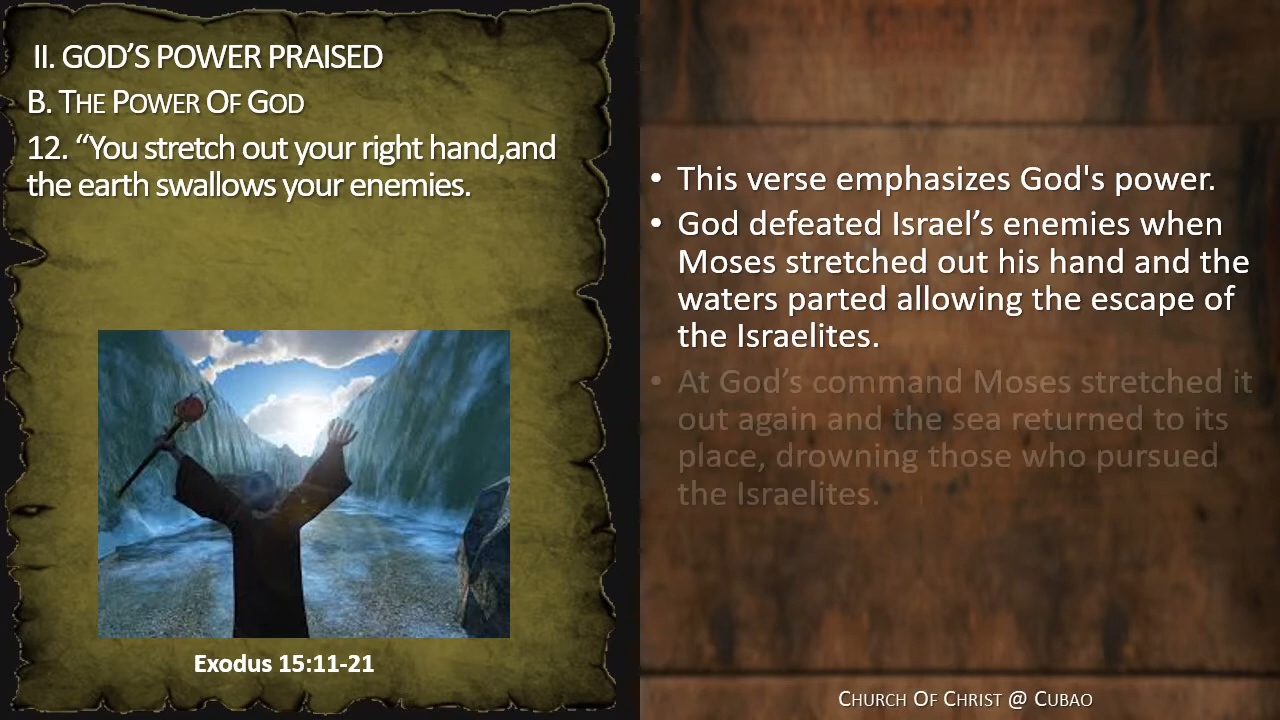 II. GOD’S POWER PRAISED
B. THE POWER OF GOD
12. “You stretch out your right hand,and
the earth swallows your enemies.
Exodus 15:11-21
• This verse emphasizes God's power.
• God defeated Israel’s enemies when
Moses stretched out his hand and the
waters parted allowing the escape of
the Israelites.
• At God’s command Moses stretched it
out again and the sea returned to its
place, drowning those who pursued
the Israelites.
CHURCH OF CHRIST @ CUBAO